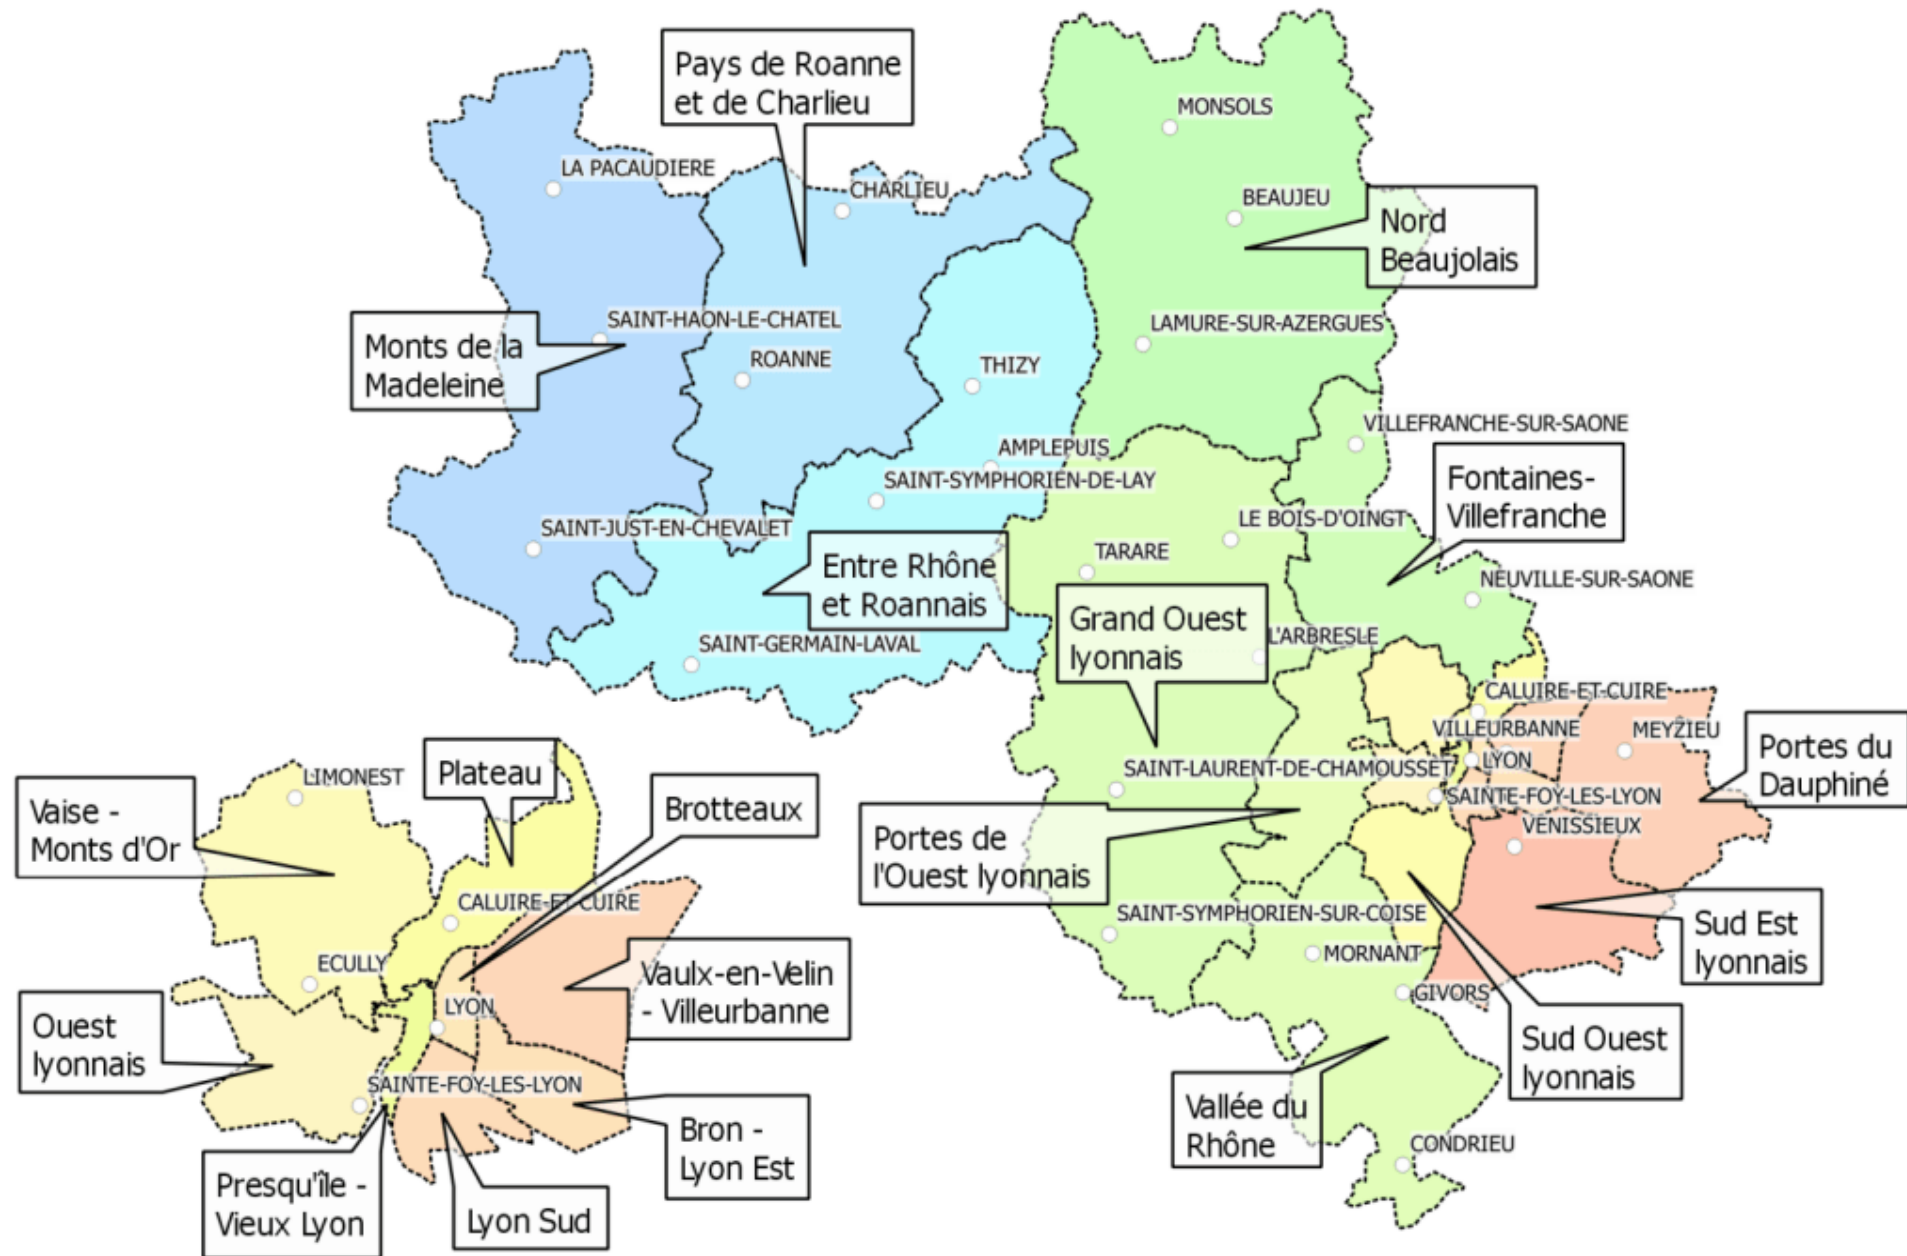 Pays de Roanne
et de Charlieu
MONSOLS
LA PACAUDIERE
CHARLIEU
BEAUJEU
Nord
Beaujolais
SAINT-HAON-LE-CHATEL
LAMURE-SUR-AZERGUES
Monts de la
Madeleine
ROANNE
THIZY
VILLEFRANCHE-SUR-SAONE
AMPLEPUIS
SAINT-SYMPHORIEN-DE-LAY
Fontaines-
Villefranche
SAINT-JUST-EN-CHEVALET
LE BOIS-D'OINGT
TARARE
Entre Rhône
et Roannais
NEUVILLE-SUR-SAONE
Grand Ouest
lyonnais
L'ARBRESLE
SAINT-GERMAIN-LAVAL
CALUIRE-ET-CUIRE
VILLEURBANNE
MEYZIEU
LYON
Portes du
Dauphiné
SAINT-LAURENT-DE-CHAMOUSSET
SAINTE-FOY-LES-LYON
VENISSIEUX
Portes de
l'Ouest lyonnais
SAINT-SYMPHORIEN-SUR-COISE
MORNANT
Sud Est
lyonnais
GIVORS
Sud Ouest
lyonnais
Vallée du
Rhône
CONDRIEU
Plateau
LIMONEST
Brotteaux
Vaise -
Monts d'Or
CALUIRE-ET-CUIRE
ECULLY
Vaulx-en-Velin
- Villeurbanne
LYON
Ouest
lyonnais
SAINTE-FOY-LES-LYON
Bron -
Lyon Est
Presqu'île -
Vieux Lyon
Lyon Sud